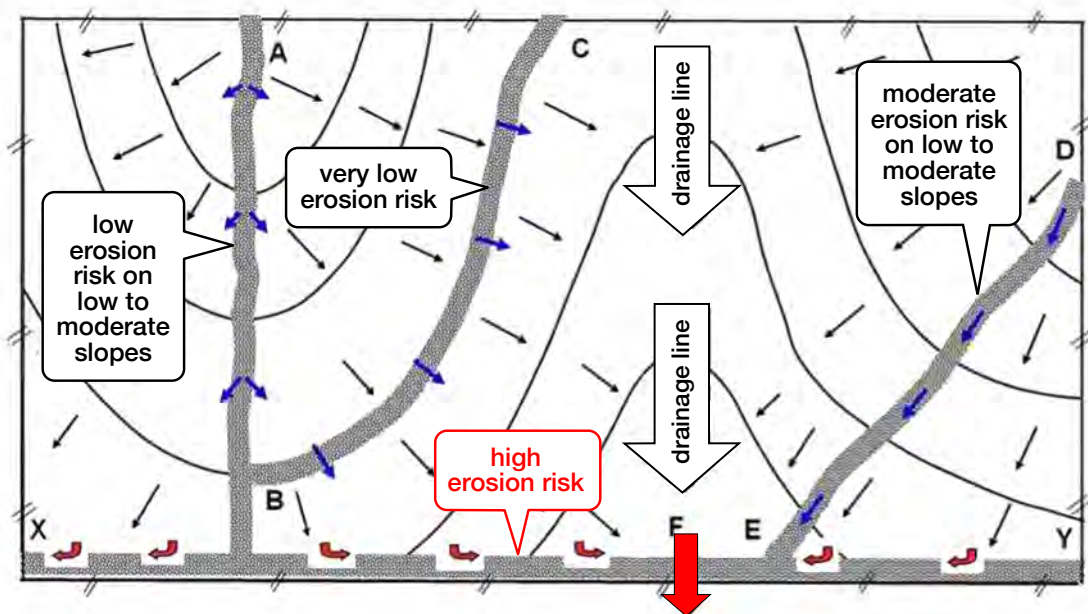 A
C
D
drainage line
moderate
erosion risk
on low to
moderate
slopes
very low
erosion risk
low
erosion
risk on
low to
moderate
slopes
drainage line
high
erosion risk
B
X
F
E
Y